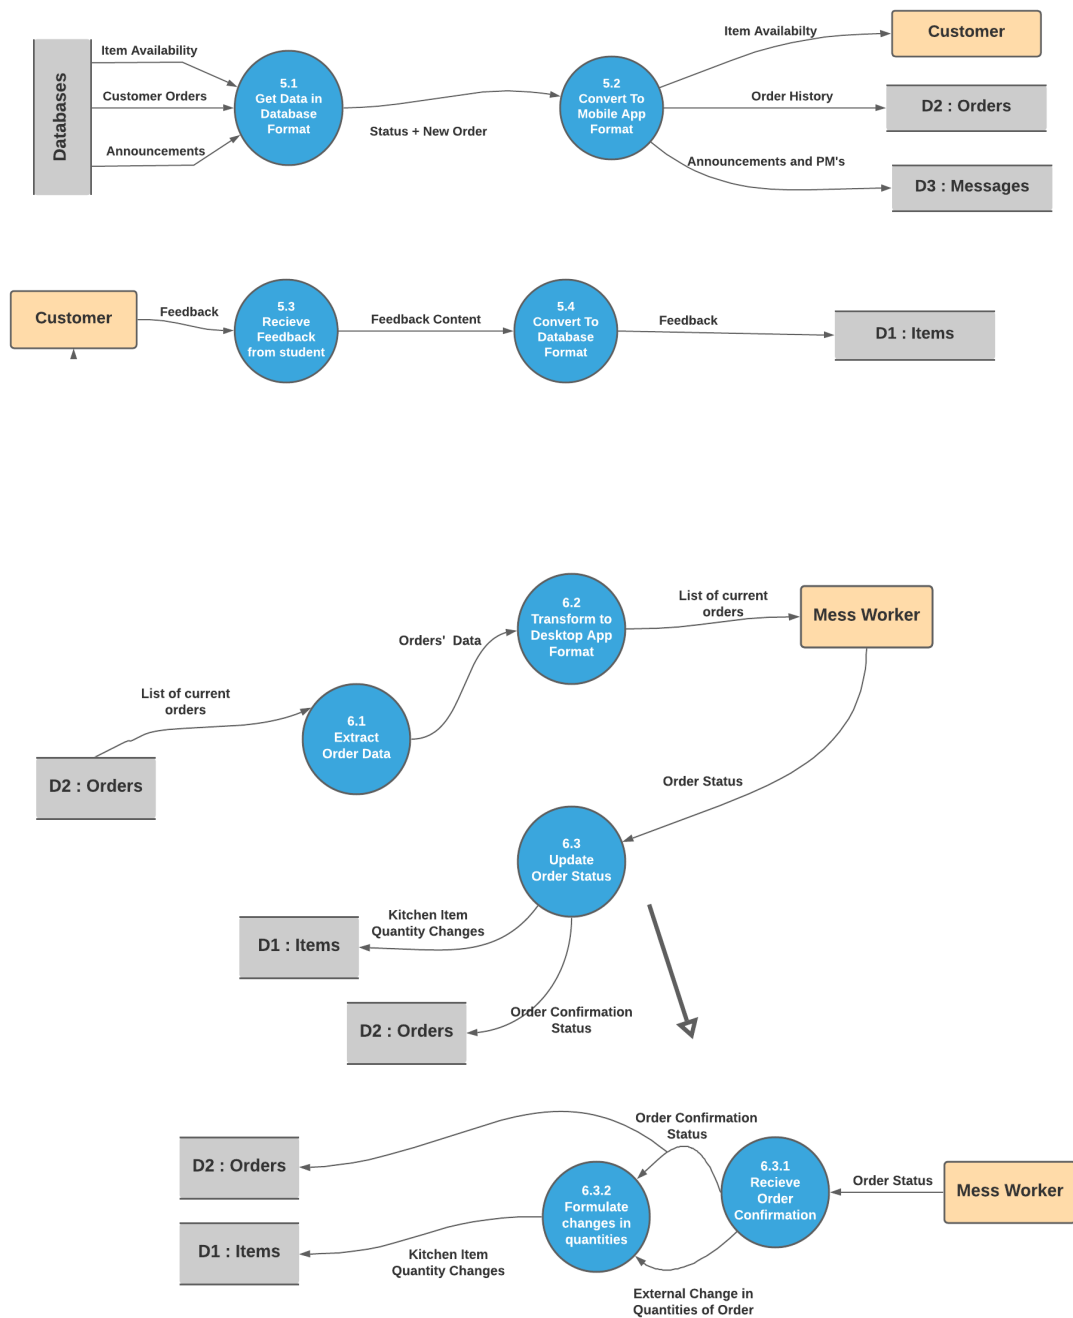 Databases
Item Availability
Customer Orders
Announcements
5.1
Get Data in
Database
Format
Status + New Order
5.2
Convert To
Mobile App
Format
Item Availabilty
Order History
Announcements and PM's
Customer
D2 : Orders
D3 : Messages
Customer
Feedback
5.3
Recieve
Feedback
from student
Feedback Content
5.4
Convert To
Database
Format
Feedback
D1 : Items
D2 : Orders
List of current
orders
6.1
Extract
Order Data
Orders'  Data
6.2
Transform to
Desktop App
Format
List of current
orders
Mess Worker
Order Status
6.3
Update
Order Status
Kitchen Item
Quantity Changes
D1 : Items
Order Confirmation
Status
D2 : Orders
Order Confirmation
Status
D2 : Orders
6.3.1
Recieve
Order
Confirmation
Order Status
Mess Worker
6.3.2
Formulate
changes in
quantities
D1 : Items
Kitchen Item
Quantity Changes
External Change in
Quantities of Order